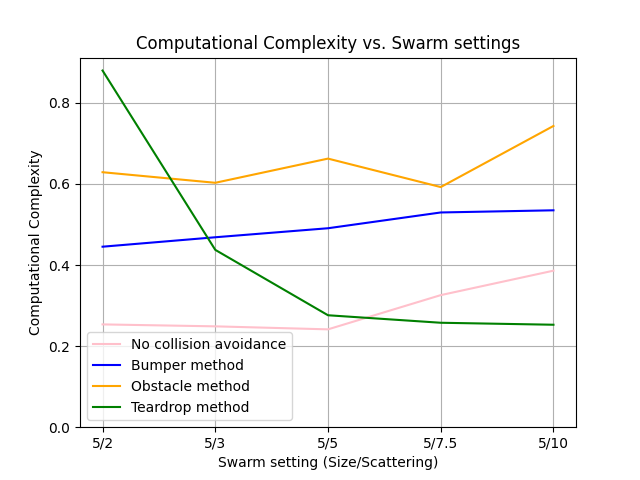 Computational Complexity vs. Swarm settings
Computational Complexity
0.8
0.6
0.4
0.2
0.0
No collision avoidance
Bumper method
Obstacle method
Teardrop method
5/2 5/3 5/5 5/7.5 5/10
Swarm setting (Size/Scattering)